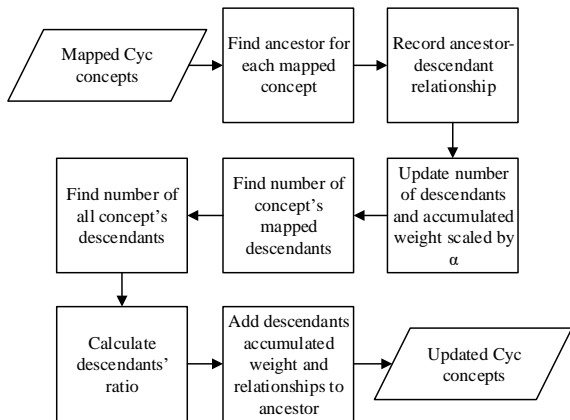 Mapped Cyc
concepts
Find ancestor for
each mapped
concept
Record ancestor-
descendant
relationship
Update number
of descendants
and accumulated
weight scaled by
α
Find number of
concept's
mapped
descendants
Find number of
all concept's
descendants
Calculate
descendants'
ratio
Add descendants
accumulated
weight and
relationships to
ancestor
Updated Cyc
concepts